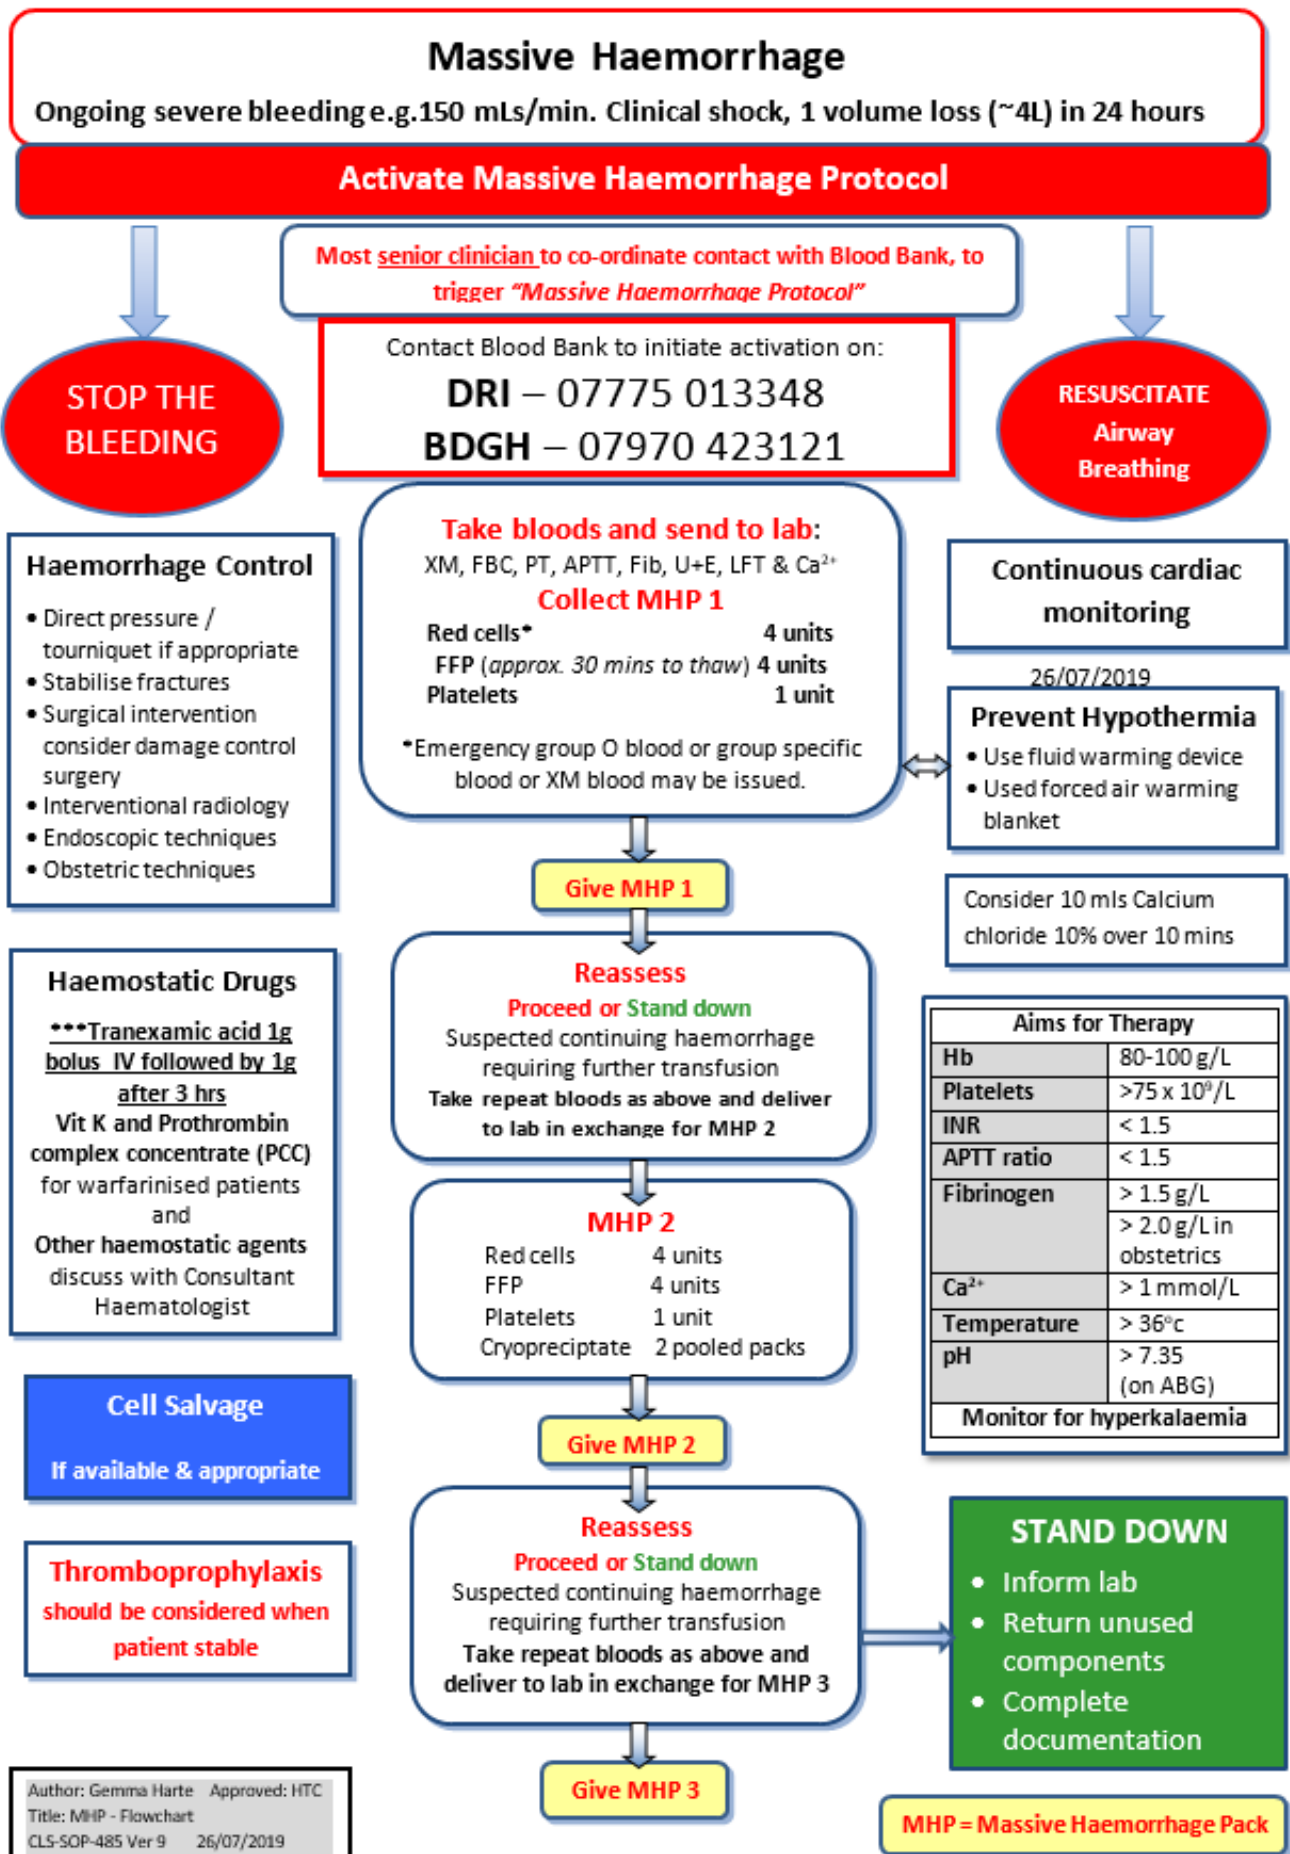 Massive Haemorrhage
Ongoing severe bleeding e.g.150 mLs/min. Clinical shock, 1 volume loss (~4L) in 24 hours
Activate Massive Haemorrhage Protocol
Most senior clinician to co-ordinate contact with Blood Bank, to
trigger “Massive Haemorrhage Protocol”
Contact Blood Bank to initiate activation on:
DRI – 07775 013348
BDGH – 07970 423121
STOP THE
BLEEDING
RESUSCITATE
Airway
Breathing
Haemorrhage Control
• Direct pressure /
tourniquet if appropriate
• Stabilise fractures
• Surgical intervention
consider damage control
surgery
• Interventional radiology
• Endoscopic techniques
• Obstetric techniques
Take bloods and send to lab:
XM, FBC, PT, APTT, Fib, U+E, LFT & Ca²⁺
Collect MHP 1
Red cells* 4 units
FFP (approx. 30 mins to thaw) 4 units
Platelets 1 unit
*Emergency group O blood or group specific
blood or XM blood may be issued.
Continuous cardiac
monitoring
26/07/2019
Prevent Hypothermia
• Use fluid warming device
• Used forced air warming
blanket
Consider 10 mls Calcium
chloride 10% over 10 mins
Give MHP 1
Reassess
Proceed or Stand down
Suspected continuing haemorrhage
requiring further transfusion
Take repeat bloods as above and deliver
to lab in exchange for MHP 2
Haemostatic Drugs
***Tranexamic acid 1g
bolus IV followed by 1g
after 3 hrs
Vit K and Prothrombin
complex concentrate (PCC)
for warfarinised patients
and
Other haemostatic agents
discuss with Consultant
Haematologist
MHP 2
Red cells 4 units
FFP 4 units
Platelets 1 unit
Cryopreciptate 2 pooled packs
Aims for Therapy
Hb 80-100 g/L
Platelets >75 x 10⁹/L
INR < 1.5
APTT ratio < 1.5
Fibrinogen > 1.5 g/L
> 2.0 g/L in
obstetrics
Ca²⁺ > 1 mmol/L
Temperature > 36°c
pH > 7.35
(on ABG)
Monitor for hyperkalaemia
Cell Salvage
If available & appropriate
Give MHP 2
Reassess
Proceed or Stand down
Suspected continuing haemorrhage
requiring further transfusion
Take repeat bloods as above and
deliver to lab in exchange for MHP 3
Thromboprophylaxis
should be considered when
patient stable
STAND DOWN
• Inform lab
• Return unused
components
• Complete
documentation
Give MHP 3
Author: Gemma Harte Approved: HTC
Title: MHP - Flowchart
CLS-SOP-485 Ver 9 26/07/2019
MHP = Massive Haemorrhage Pack